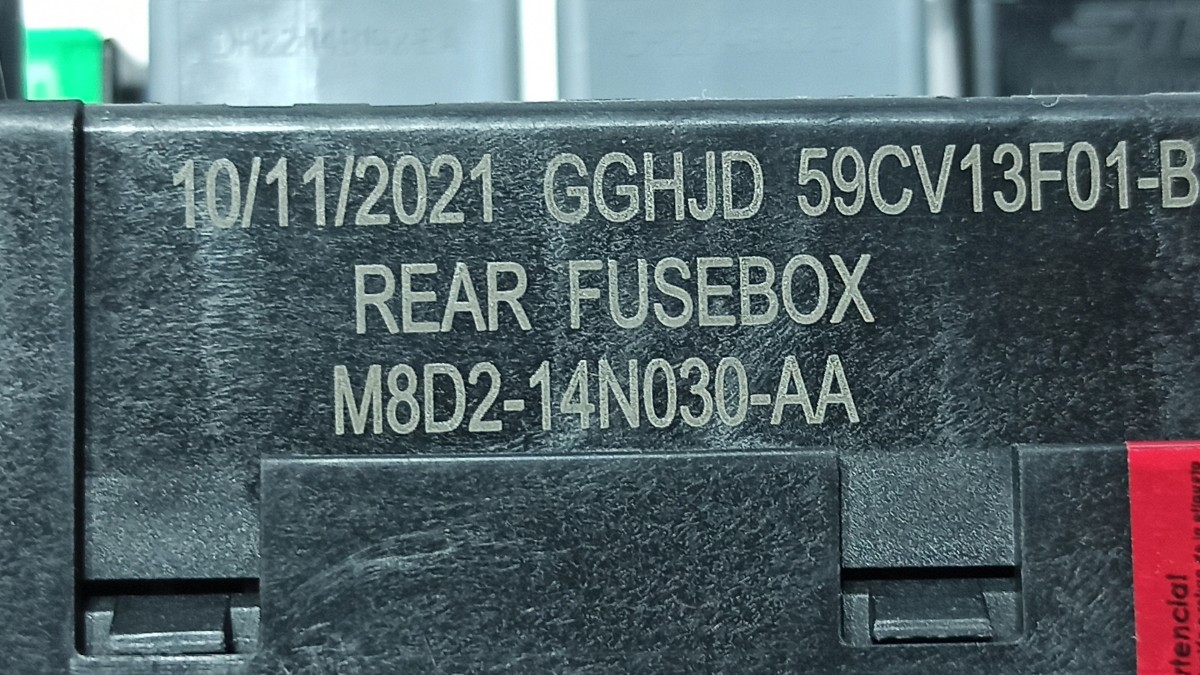 10/11/2021 GGHJD 59CV13F01-B
REAR FUSEBOX
M8D2-14N030-AA